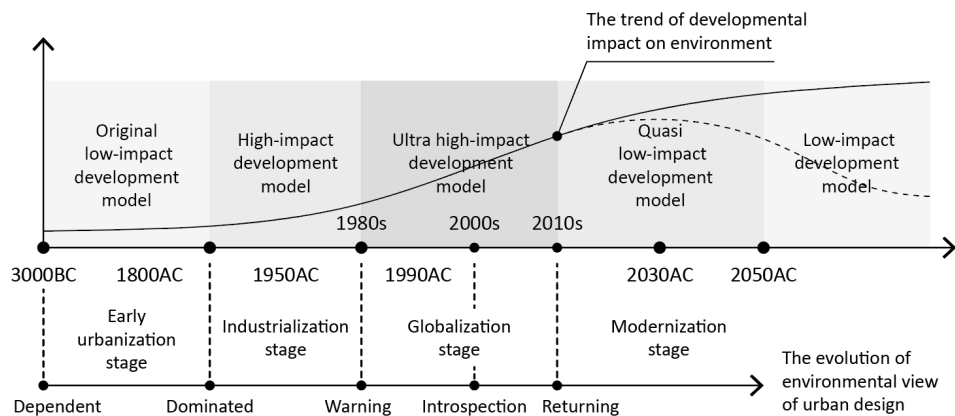 The trend of developmental
impact on environment
Original
low-impact
development
model
High-impact
development
model
Ultra high-impact
development
model
Quasi
low-impact
development
model
Low-impact
development
model
1980s
2000s
2010s
3000BC
1800AC
1950AC
1990AC
2030AC
2050AC
Early
urbanization
stage
Industrialization
stage
Globalization
stage
Modernization
stage
The evolution of
environmental view
of urban design
Dependent
Dominated
Warning
Introspection
Returning